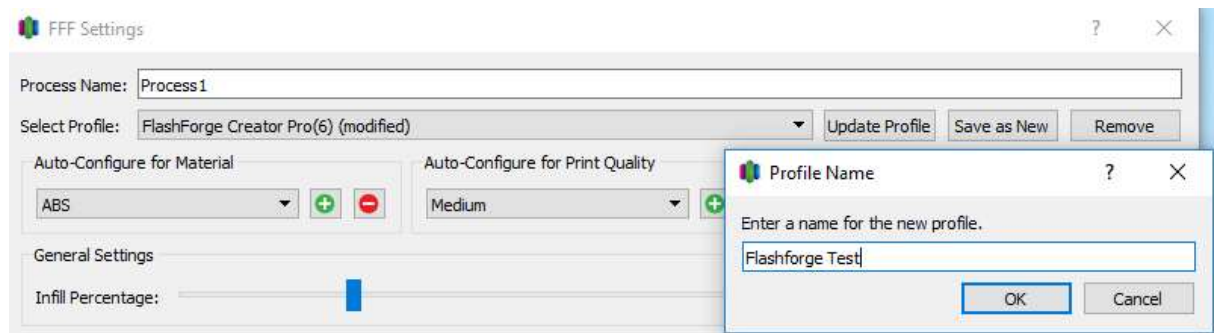 FFF Settings ?
Process Name: Process1
Select Profile: FlashForge Creator Pro(6) (modified) Update Profile Save as New Remove
Auto-Configure for Material Auto-Configure for Print Quality
ABS Medium
General Settings
Infill Percentage:
Profile Name ?
Enter a name for the new profile.
Flashforge Test
OK Cancel